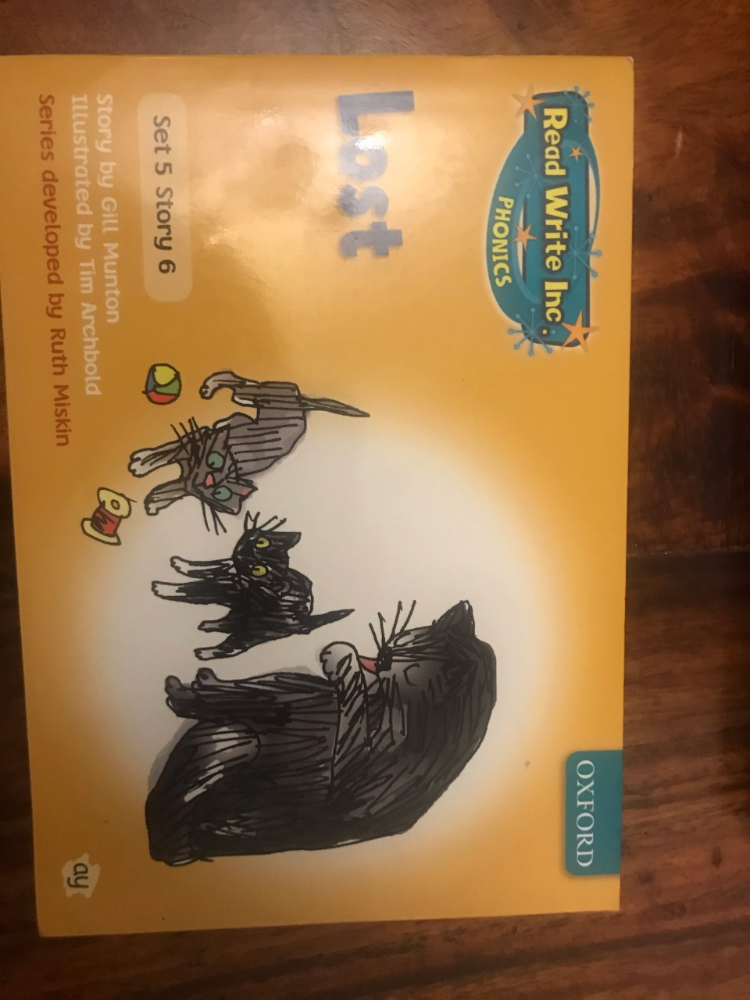 Read Write Inc.
PHONICS
OXFORD
Lost
Set 5 Story 6
Story by Gill Munton
Illustrated by Tim Archbold
Series developed by Ruth Miskin
ay